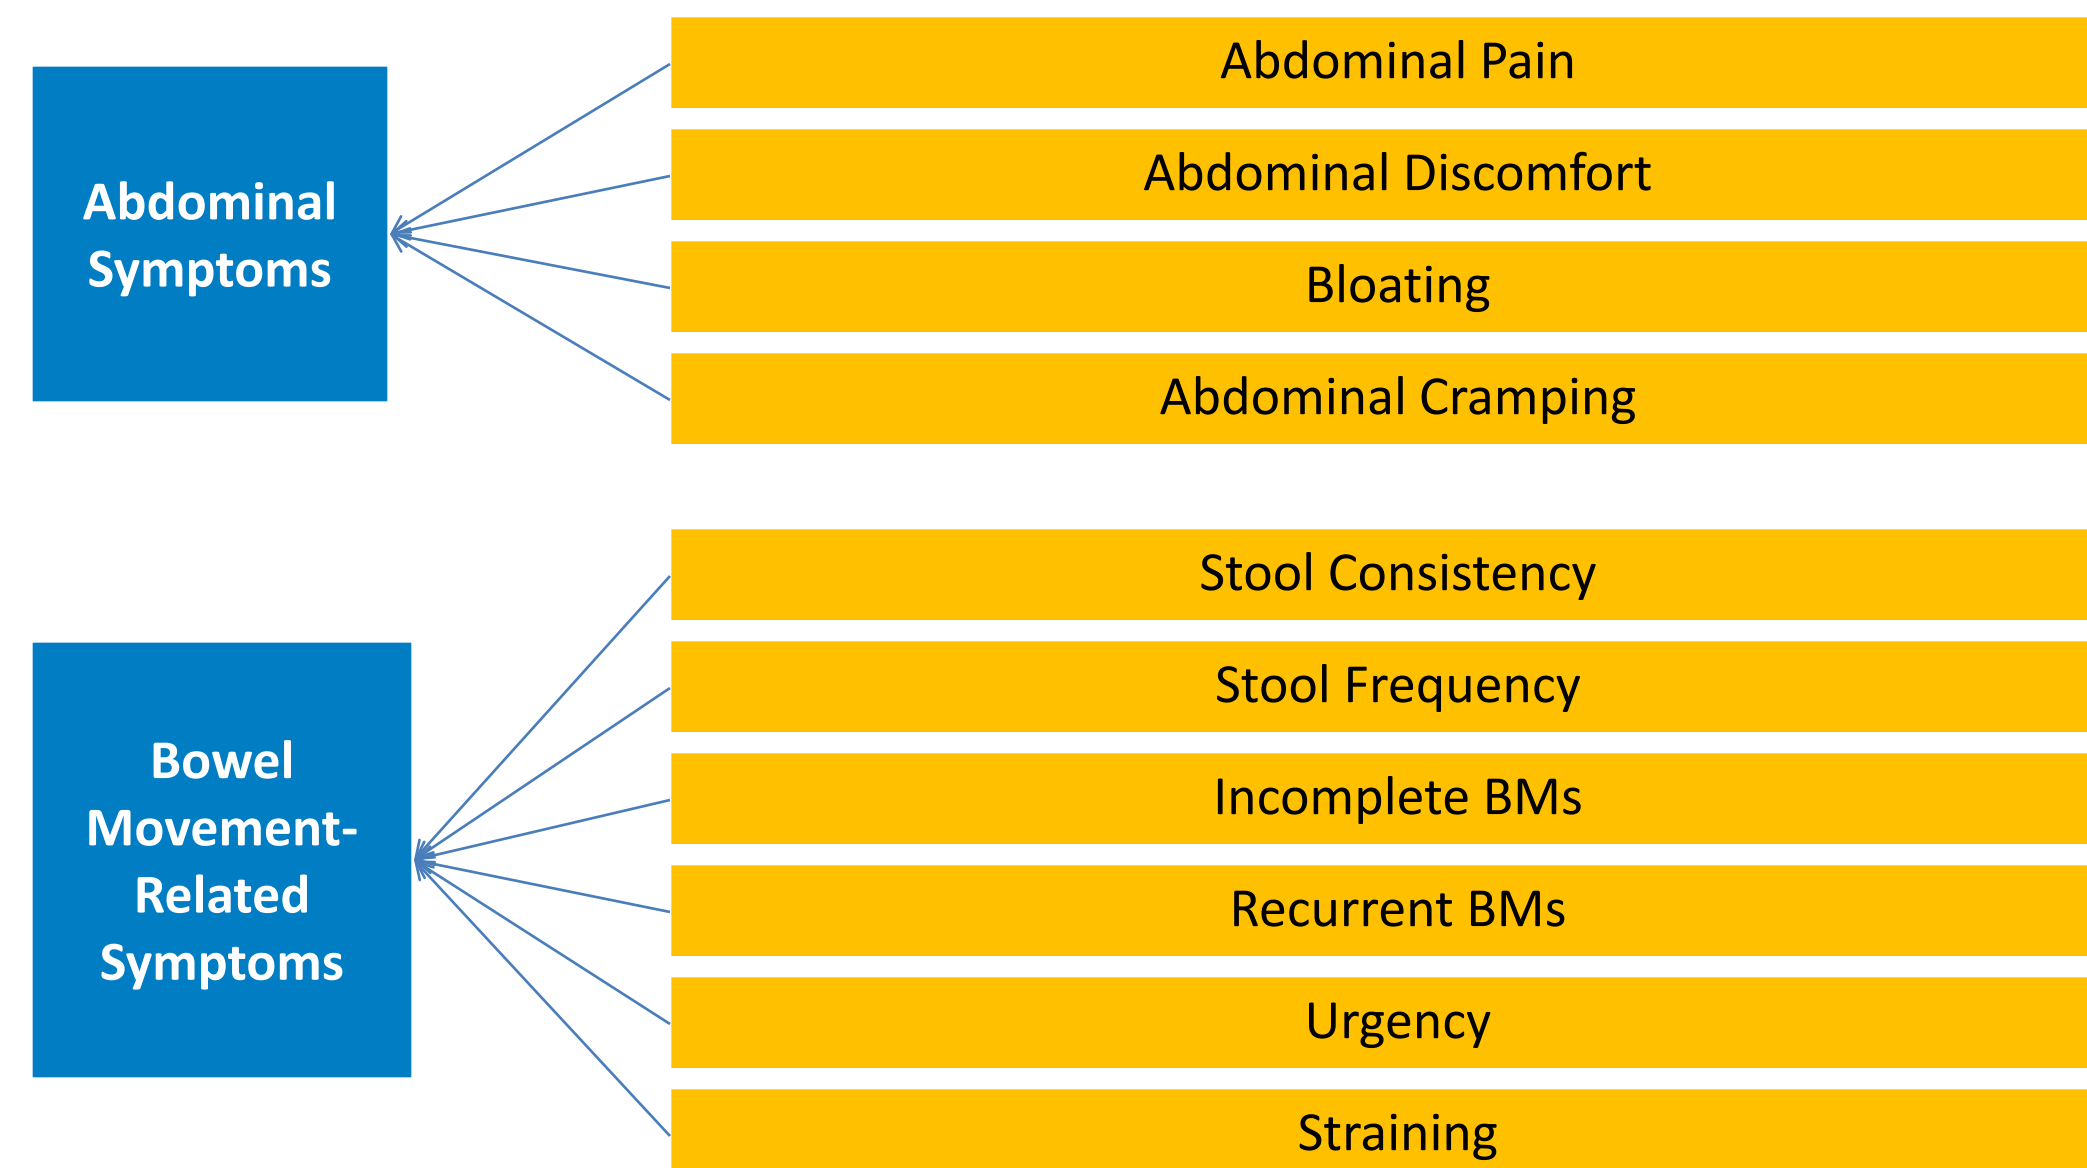 Abdominal
Symptoms
Abdominal Pain
Abdominal Discomfort
Bloating
Abdominal Cramping
Bowel
Movement-
Related
Symptoms
Stool Consistency
Stool Frequency
Incomplete BMs
Recurrent BMs
Urgency
Straining